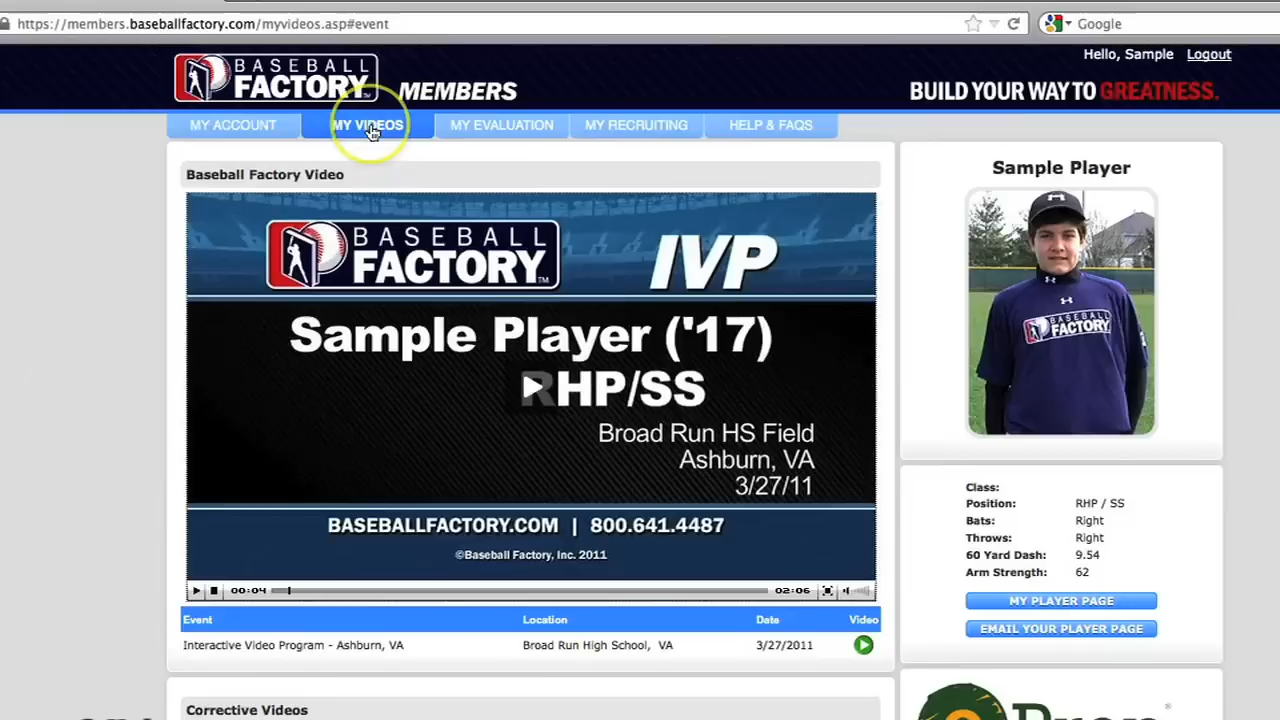 https://members.baseballfactory.com/myvideos.asp#event
Google
Hello, Sample
Logout
BASEBALL
FACTORY™
MEMBERS
BUILD YOUR WAY TO GREATNESS.
MY ACCOUNT
MY VIDEOS
MY EVALUATION
MY RECRUITING
HELP & FAQS
Baseball Factory Video
BASEBALL
FACTORY™
IVP
Sample Player ('17)
RHP/SS
Broad Run HS Field
Ashburn, VA
3/27/11
BASEBALLFACTORY.COM | 800.641.4487
©Baseball Factory, Inc. 2011
00:04
02:06
Event Location Date Video
Interactive Video Program - Ashburn, VA Broad Run High School, VA 3/27/2011
Corrective Videos
Sample Player
BASEBALL
FACTORY
Class:
Position: RHP / SS
Bats: Right
Throws: Right
60 Yard Dash: 9.54
Arm Strength: 62
MY PLAYER PAGE
EMAIL YOUR PLAYER PAGE